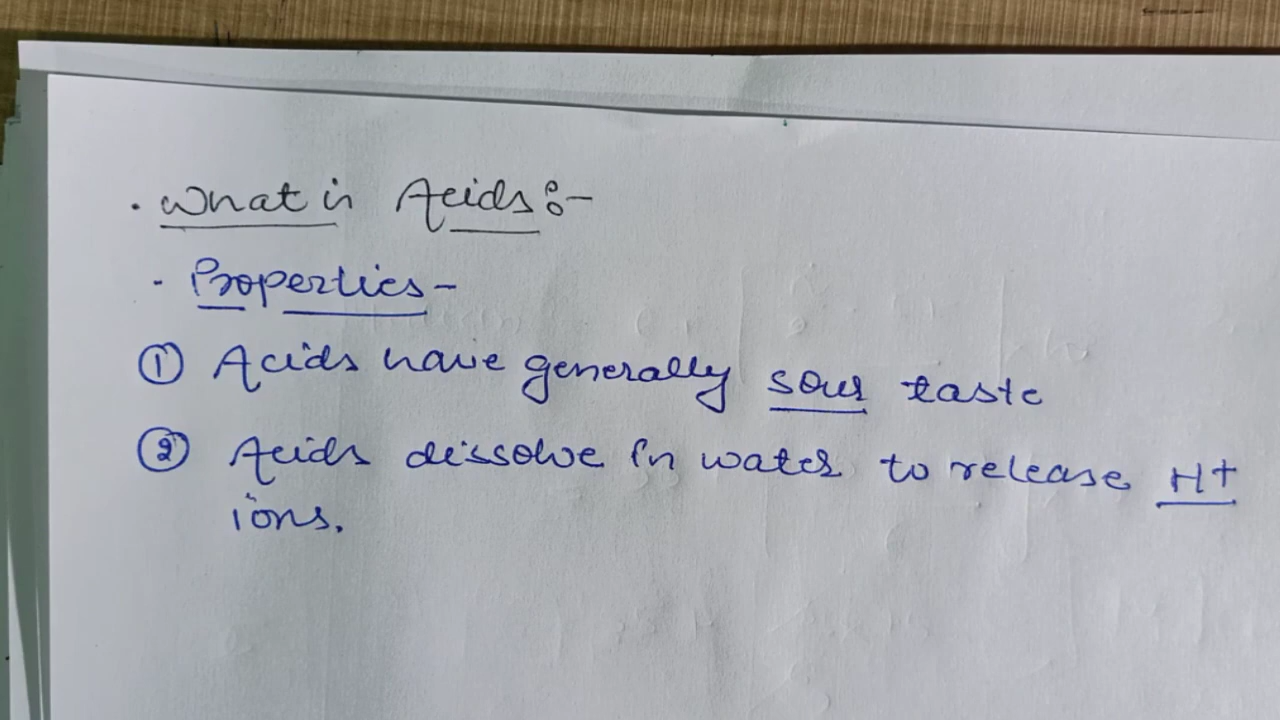 . What is Acids :-
- Properties -
① Acids have generally sour taste
② Acids dissolve in water to release H+
ions.